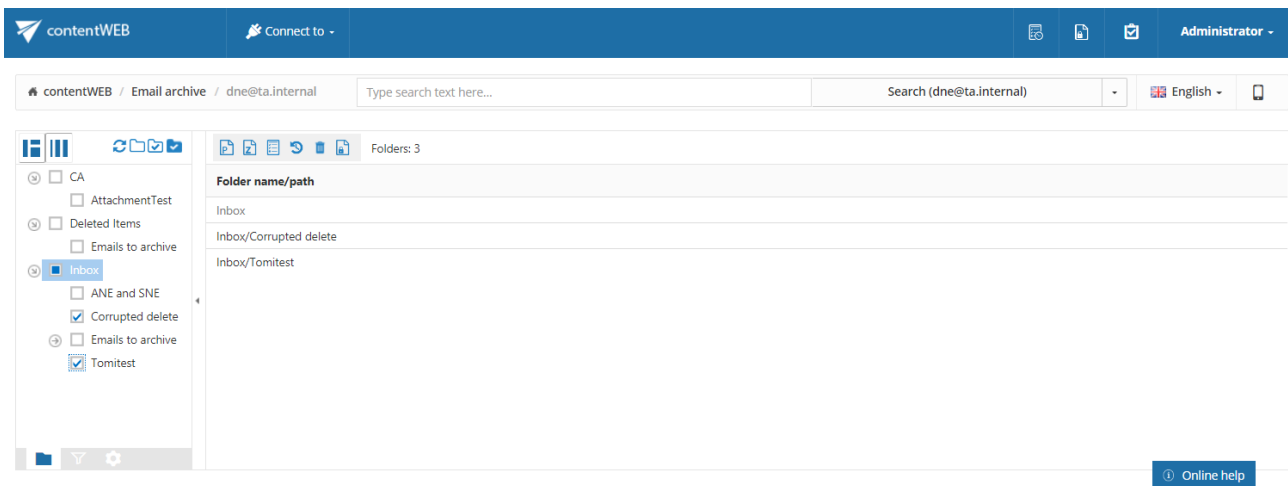 contentWEB
Connect to
Administrator
contentWEB / Email archive / dne@ta.internal
Type search text here...
Search (dne@ta.internal)
English
Folders: 3
CA
AttachmentTest
Deleted Items
Emails to archive
Inbox
ANE and SNE
Corrupted delete
Emails to archive
Tomitest
Folder name/path
Inbox
Inbox/Corrupted delete
Inbox/Tomitest
Online help